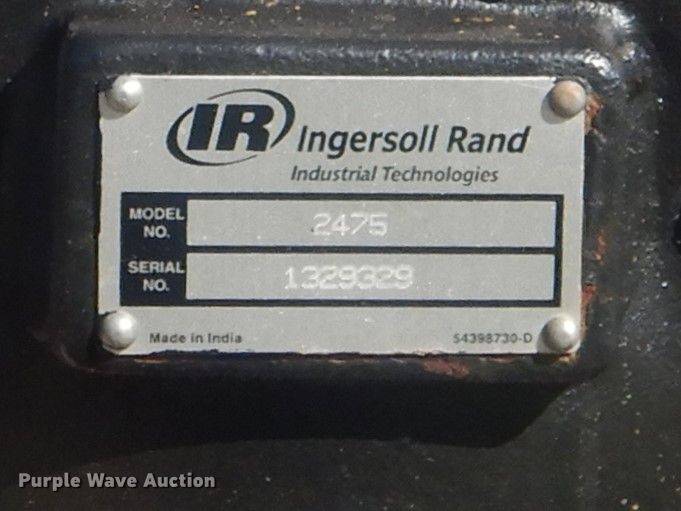 IR Ingersoll Rand
Industrial Technologies
MODEL NO. 2475
SERIAL NO. 1329329
Made in India 54398730-D
Purple Wave Auction